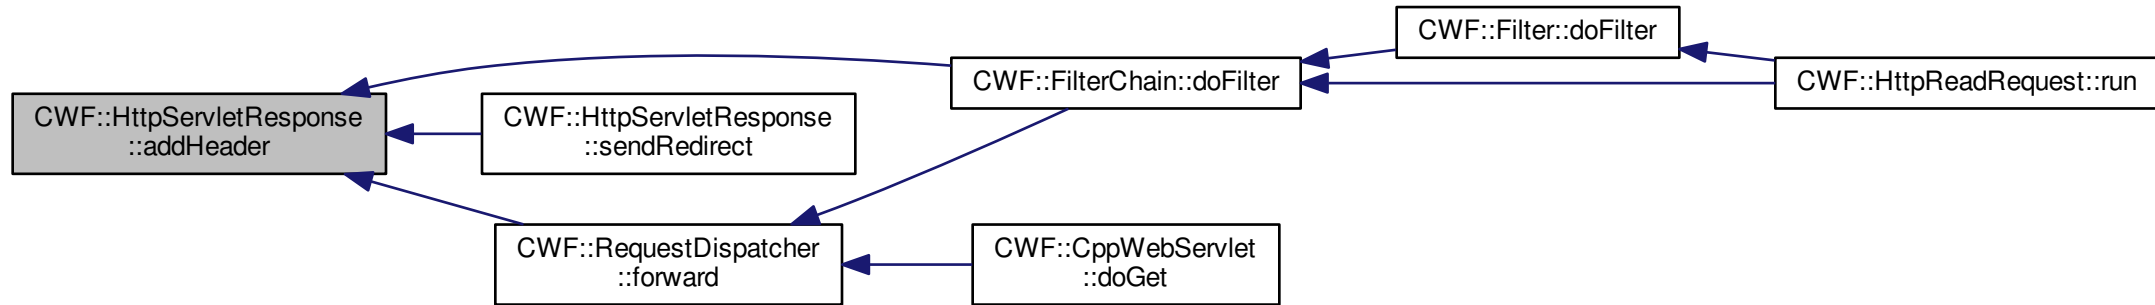 CWF::HttpServletResponse
::addHeader
CWF::HttpServletResponse
::sendRedirect
CWF::RequestDispatcher
::forward
CWF::FilterChain::doFilter
CWF::CppWebServlet
::doGet
CWF::Filter::doFilter
CWF::HttpReadRequest::run